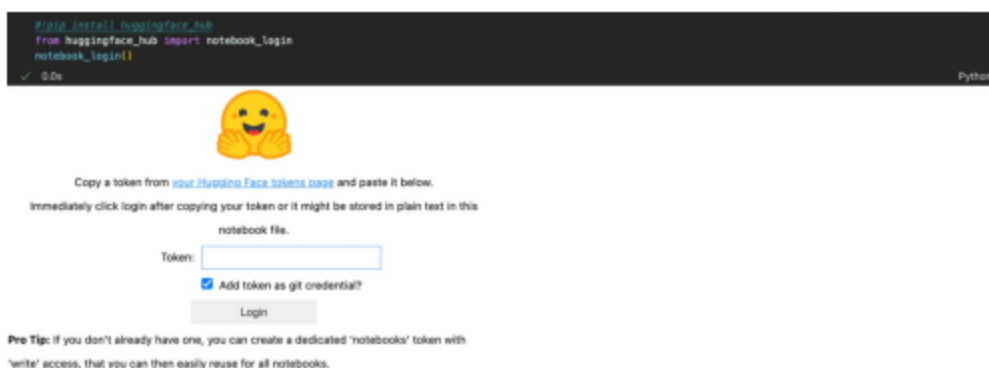 #!pip install huggingface_hub
from huggingface_hub import notebook_login
notebook_login()
✓ 0.0s
Python
Copy a token from your Hugging Face tokens page and paste it below.
Immediately click login after copying your token or it might be stored in plain text in this
notebook file.
Token:
Add token as git credential?
Login
Pro Tip: If you don't already have one, you can create a dedicated 'notebooks' token with
'write' access, that you can then easily reuse for all notebooks.